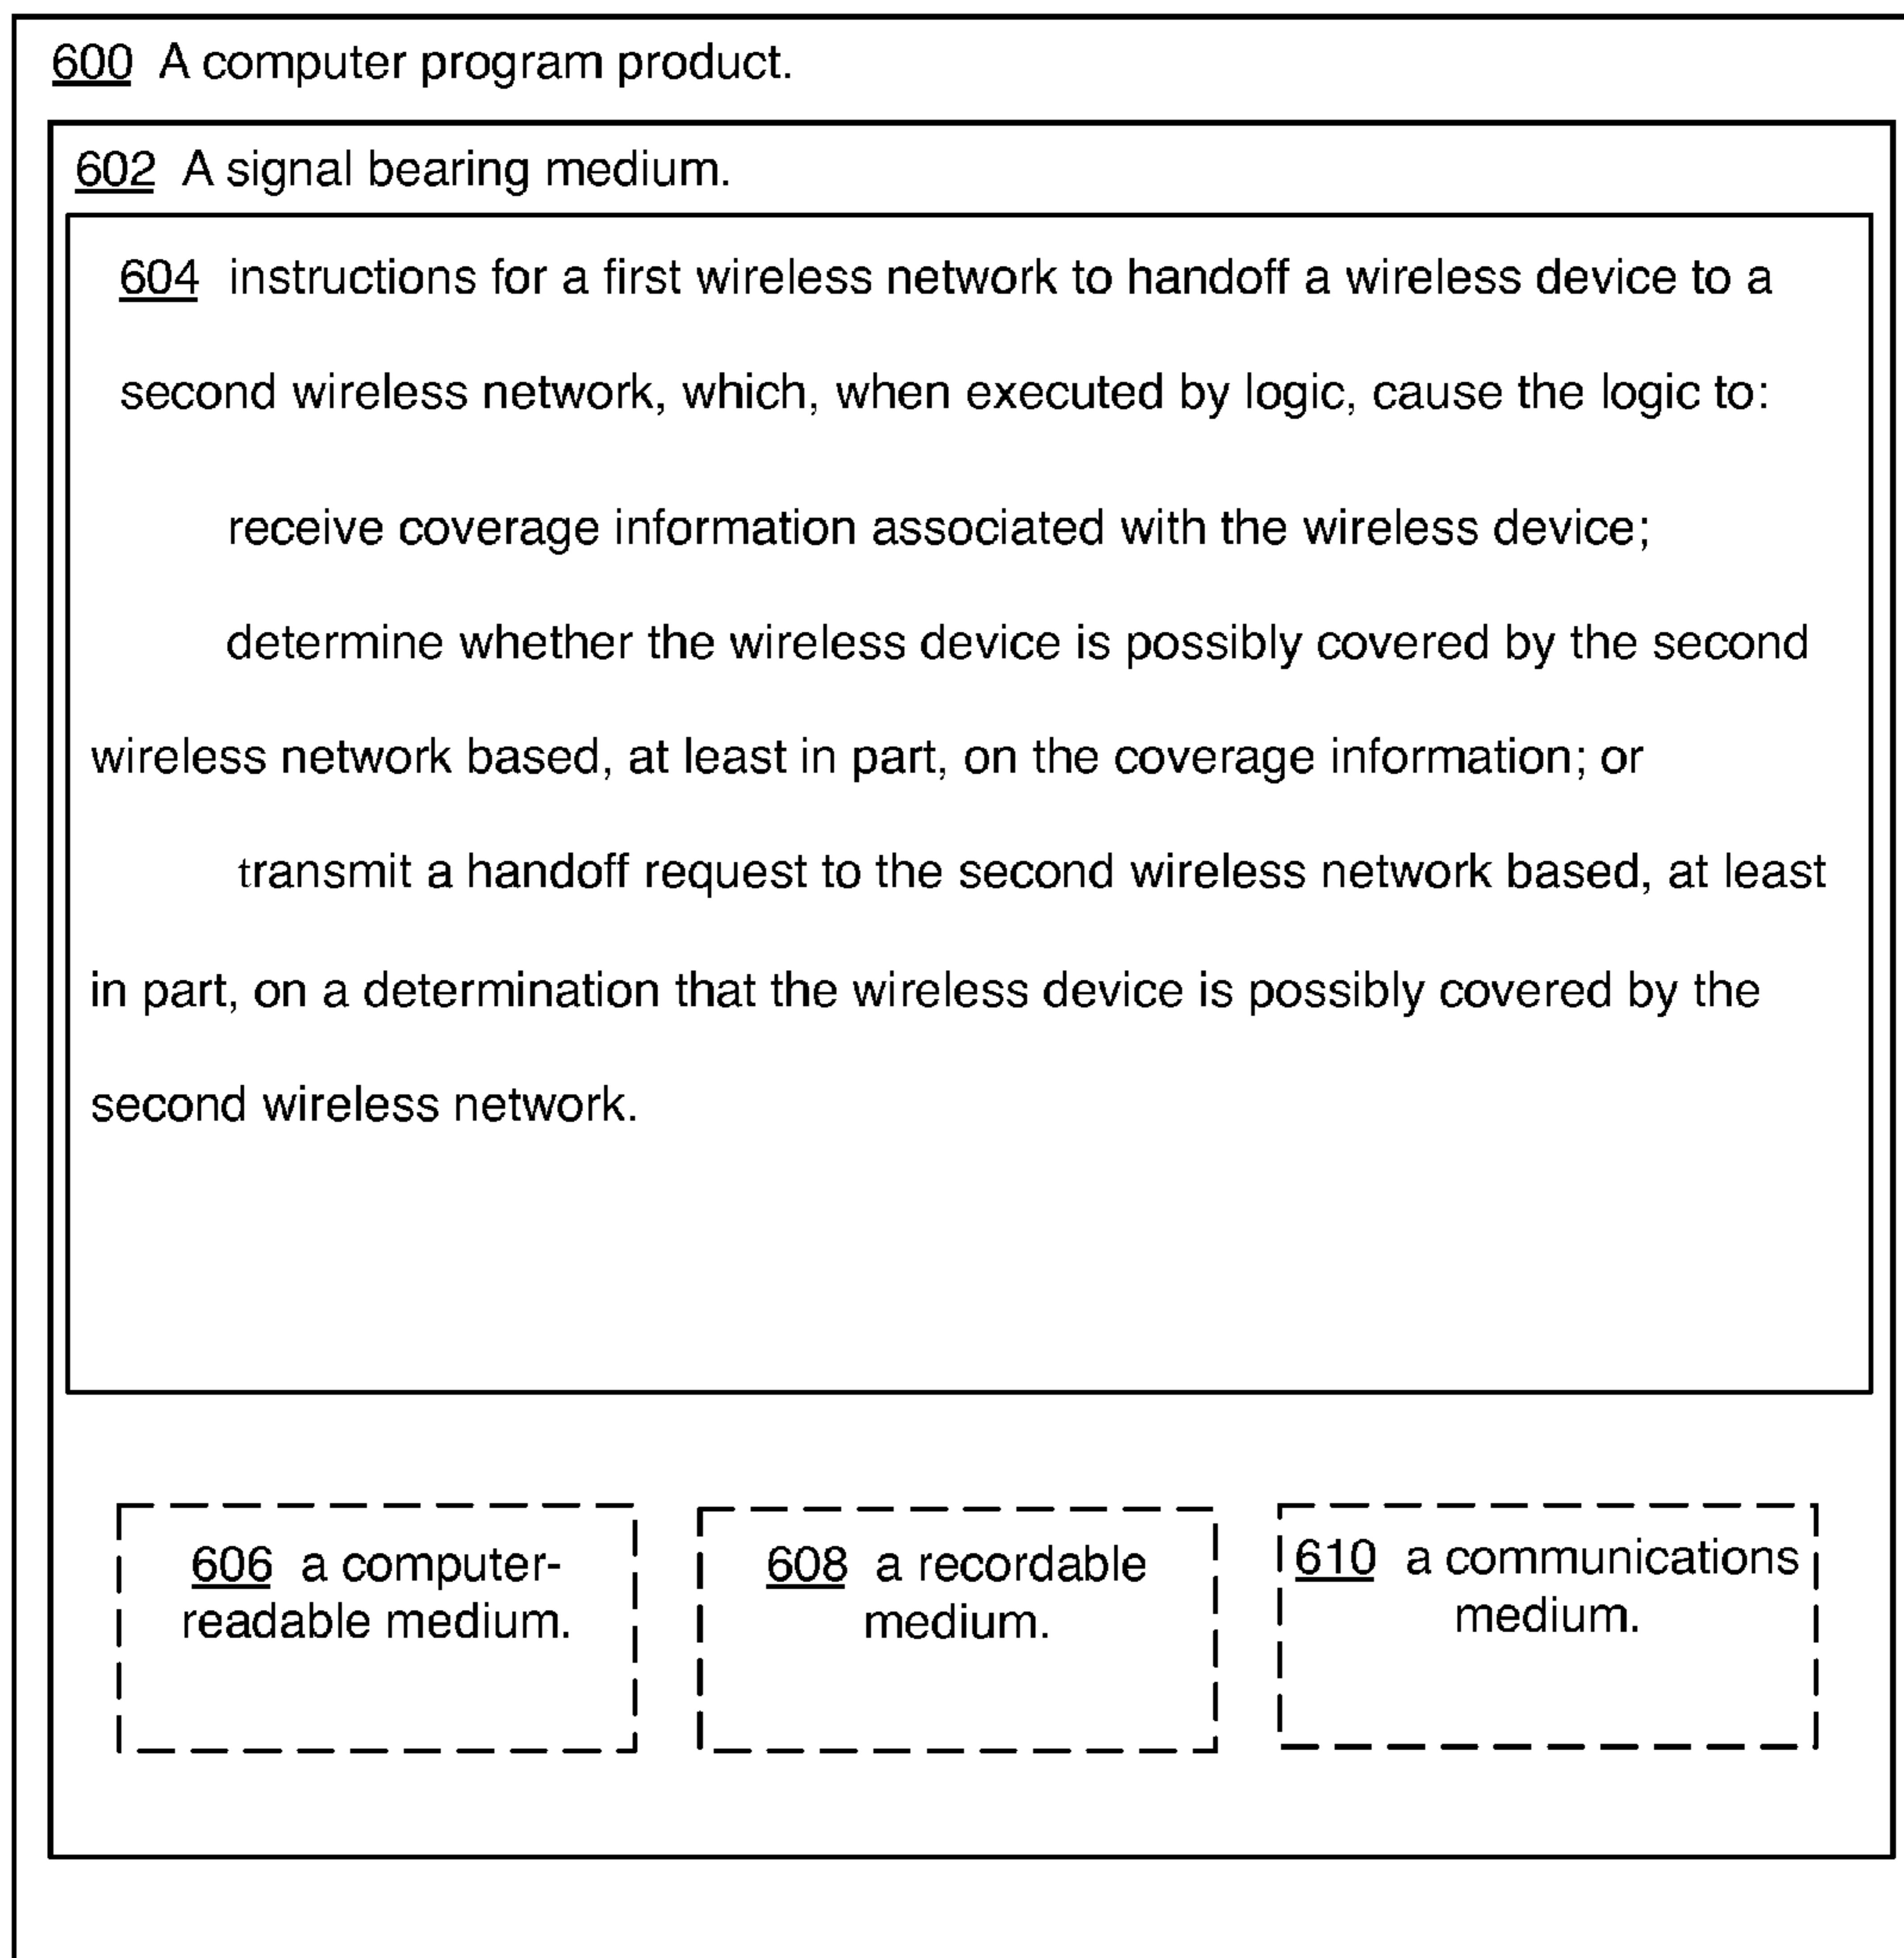 600 A computer program product.
602 A signal bearing medium.
604 instructions for a first wireless network to handoff a wireless device to a
second wireless network, which, when executed by logic, cause the logic to:
receive coverage information associated with the wireless device;
determine whether the wireless device is possibly covered by the second
wireless network based, at least in part, on the coverage information; or
transmit a handoff request to the second wireless network based, at least
in part, on a determination that the wireless device is possibly covered by the
second wireless network.
606 a computer-
readable medium.
608 a recordable
medium.
610 a communications
medium.